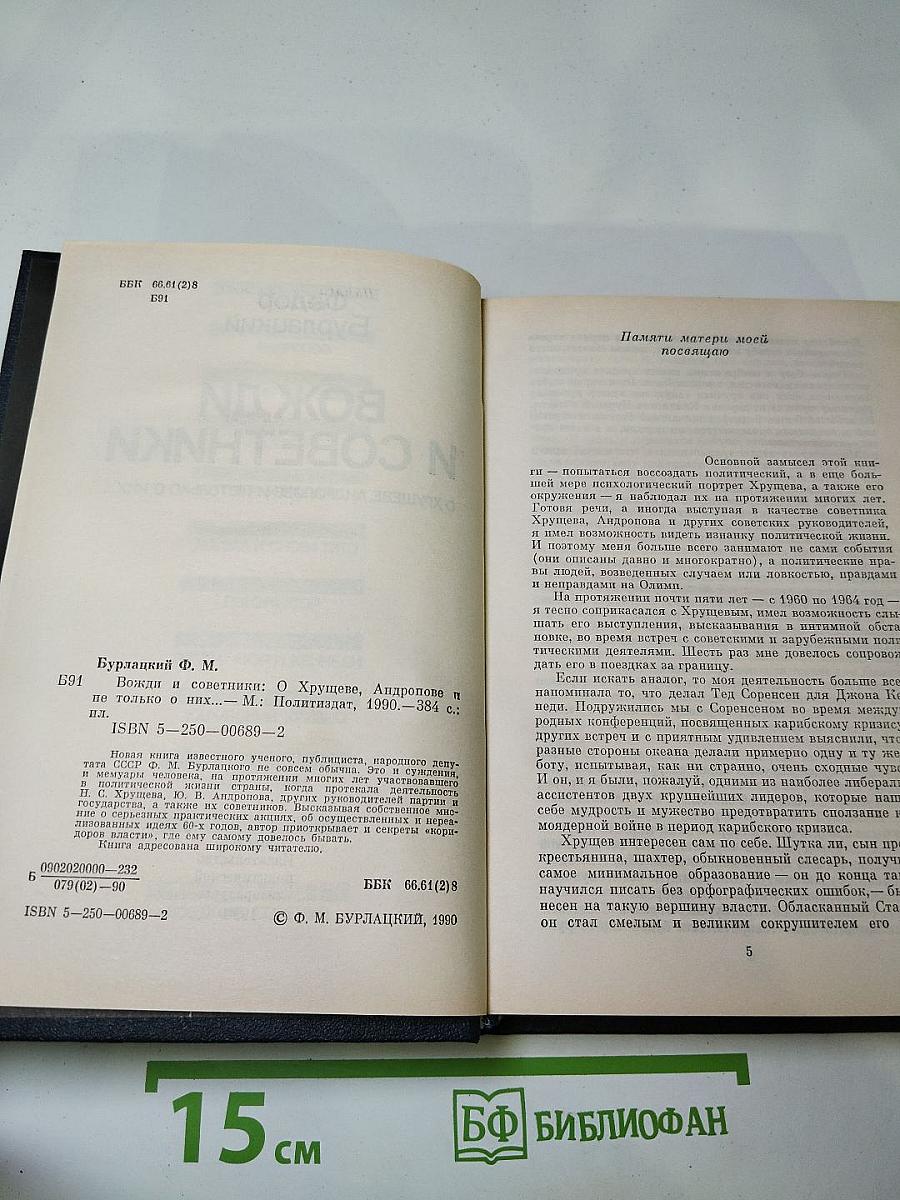 ББК 66.61(2)8
Б91
Бурлацкий Ф. М.
Б91 Вожди и советники: О Хрущеве, Андропове и
не только о них...— М.: Политиздат, 1990.—384 с.:
ил.
ISBN 5—250—00689—2
Новая книга известного ученого, публициста, народного депу-
тата СССР Ф. М. Бурлацкого не совсем обычна. Это и суждения,
и мемуары человека, на протяжении многих лет участвовавшего
в политической жизни страны, когда протекала деятельность
Н. С. Хрущева, Ю. В. Андропова, других руководителей партии и
государства, а также их советников. Высказывая собственное мне-
ние о серьезных практических акциях, об осуществленных и нереа-
лизованных идеях 60-х годов, автор приоткрывает и секреты «кори-
доров власти», где ему самому довелось бывать.
Книга адресована широкому читателю.
Б 0902020000—232
079(02)—90
ББК 66.61(2)8
ISBN 5—250—00689—2
© Ф. М. БУРЛАЦКИЙ, 1990
Памяти матери моей
посвящаю
Основной замысел этой кни-
ги — попытаться воссоздать политический, а в еще боль-
шей мере психологический портрет Хрущева, а также его
окружения — я наблюдал их на протяжении многих лет.
Готовя речи, а иногда выступая в качестве советника
Хрущева, Андропова и других советских руководителей,
я имел возможность видеть изнанку политической жизни.
И поэтому меня больше всего занимают не сами события
(они описаны давно и многократно), а политические нра-
вы людей, возведенных случаем или ловкостью, правдами
и неправдами на Олимп.
На протяжении почти пяти лет — с 1960 по 1964 год —
я тесно соприкасался с Хрущевым, имел возможность слы-
шать его выступления, высказывания в интимной обста-
новке, во время встреч с советскими и зарубежными поли-
тическими деятелями. Шесть раз мне довелось сопровож-
дать его в поездках за границу.
Если искать аналог, то моя деятельность больше все
напоминала то, что делал Тед Соренсен для Джона Ке
неди. Подружились мы с Соренсеном во время между
родных конференций, посвященных карибскому кризису
других встреч и с приятным удивлением выяснили, что
разные стороны океана делали примерно одну и ту же
боту, испытывая, как ни странно, очень сходные чувс
И он, и я были, пожалуй, одними из наиболее либерал
ассистентов двух крупнейших лидеров, которые наш
себе мудрость и мужество предотвратить сползание к
моядерной войне в период карибского кризиса.
Хрущев интересен сам по себе. Шутка ли, сын про
крестьянина, шахтер, обыкновенный слесарь, получи
самое минимальное образование — он до конца так
научился писать без орфографических ошибок,— бы
несен на такую вершину власти. Обласканный Ста
он стал смелым и великим сокрушителем его
5
15 см
БФ БИБЛИОФАН